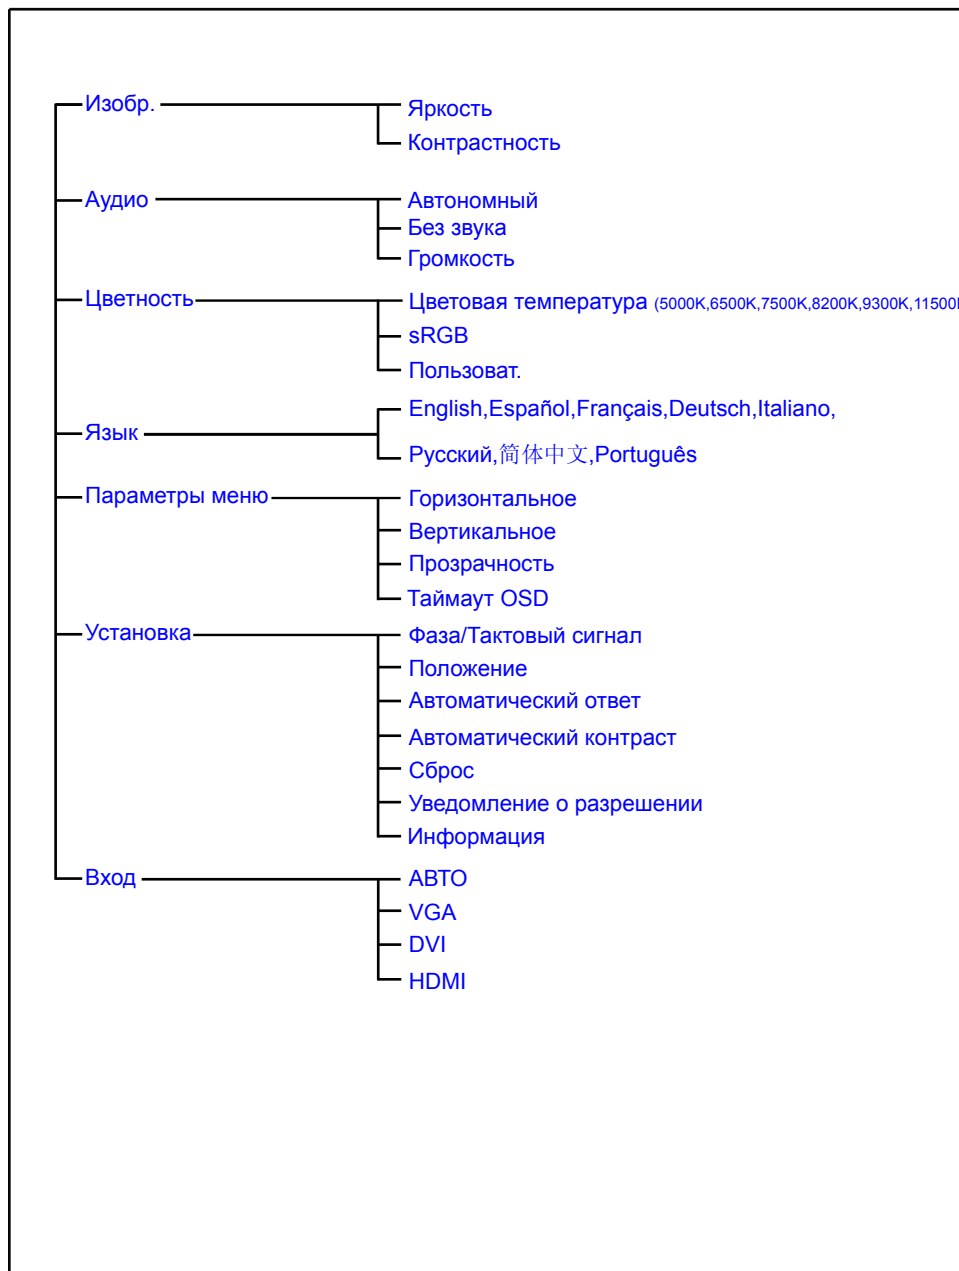 Изобр.
Яркость
Контрастность
Аудио
Автономный
Без звука
Громкость
Цветность
Цветовая температура (5000K,6500K,7500K,8200K,9300K,11500K
sRGB
Пользоват.
English,Español,Français,Deutsch,Italiano,
Язык
Русский,简体中文,Português
Параметры меню
Горизонтальное
Вертикальное
Прозрачность
Таймаут OSD
Установка
Фаза/Тактовый сигнал
Положение
Автоматический ответ
Автоматический контраст
Сброс
Уведомление о разрешении
Информация
Вход
АВТО
VGA
DVI
HDMI